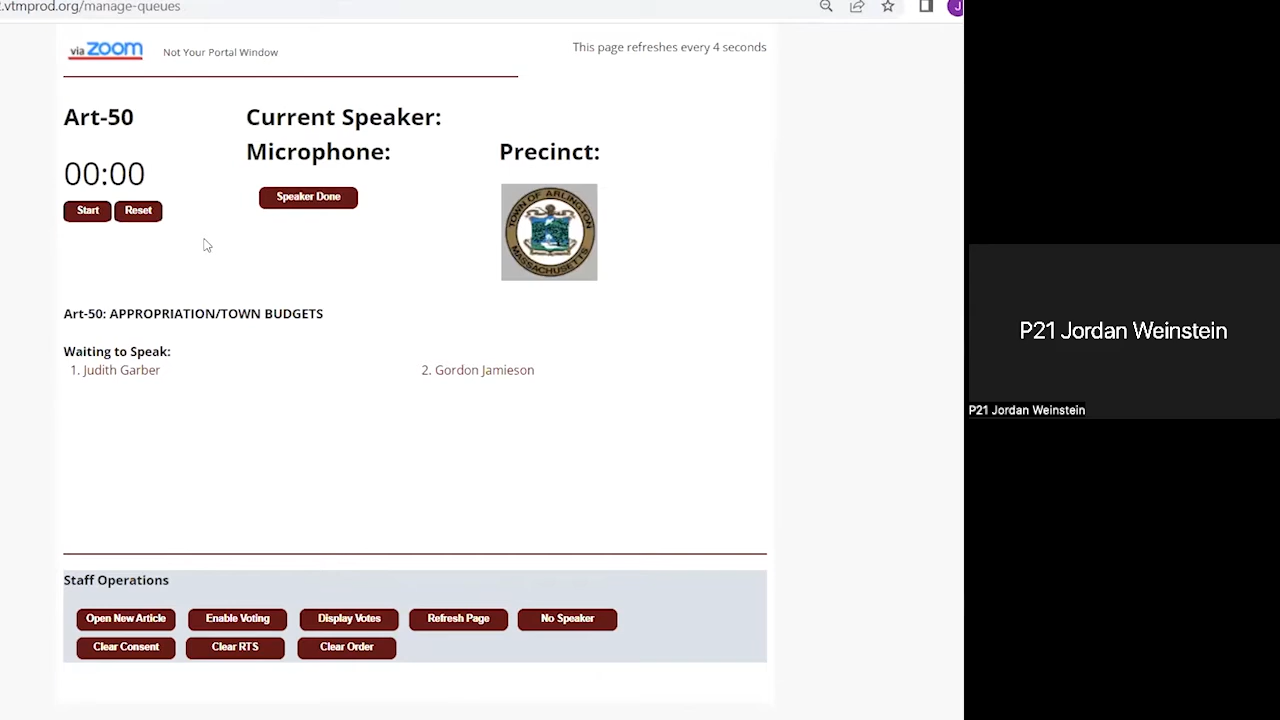 2.vtmprod.org/manage-queues
J
via zoom
Not Your Portal Window
This page refreshes every 4 seconds
Art-50
Current Speaker:
Microphone:
Precinct:
00:00
Start
Reset
Speaker Done
TOWN OF ARLINGTON
MASSACHUSETTS
Art-50: APPROPRIATION/TOWN BUDGETS
Waiting to Speak:
1. Judith Garber
2. Gordon Jamieson
P21 Jordan Weinstein
P21 Jordan Weinstein
Staff Operations
Open New Article
Enable Voting
Display Votes
Refresh Page
No Speaker
Clear Consent
Clear RTS
Clear Order